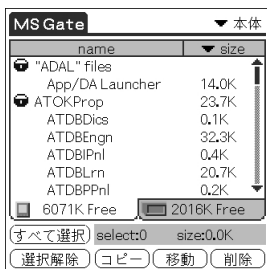 MS Gate ▼ 本体
name ▼ size
"ADAL" files
App/DA Launcher 14.0K
ATOKProp 23.7K
ATDBDics 0.1K
ATDBEngn 32.3K
ATDBIPnl 0.4K
ATDBLrn 20.7K
ATDBPPnl 0.2K
6071K Free 2016K Free
すべて選択 select:0 size:0.0K
選択解除 コピー 移動 削除